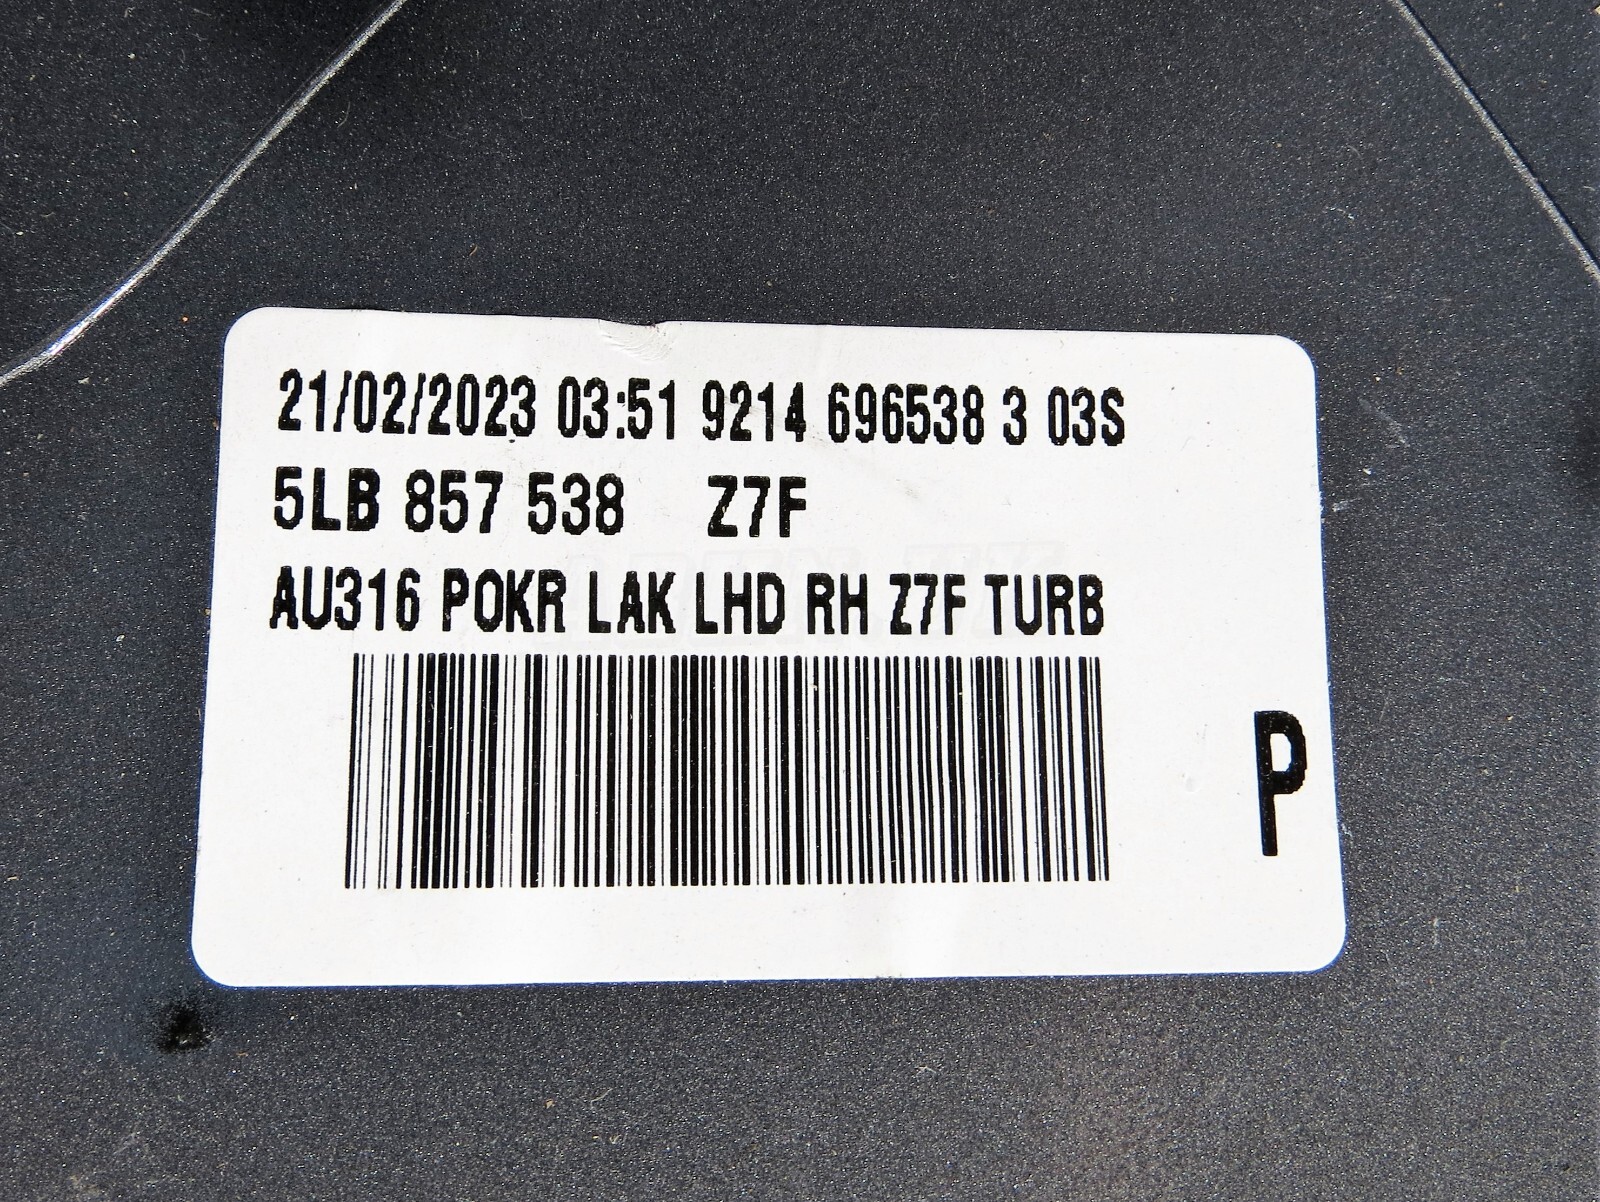 21/02/2023 03:51 9214 696538 3 03S
5LB 857 538 Z7F
AU316 POKR LAK LHD RH Z7F TURB
P